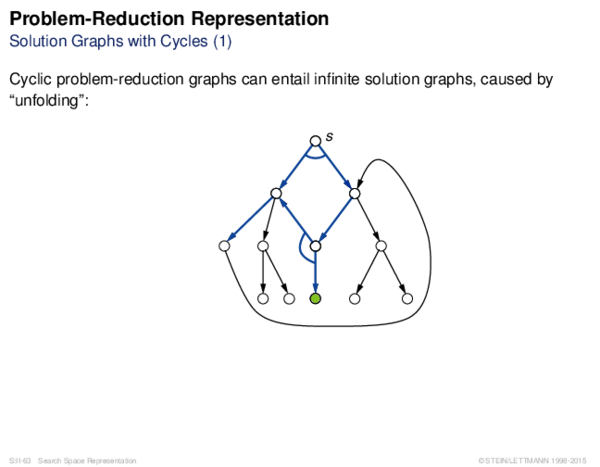 Problem-Reduction Representation
Solution Graphs with Cycles (1)
Cyclic problem-reduction graphs can entail infinite solution graphs, caused by
“unfolding”:
s
S:II-63 Search Space Representation
©STEIN/LETTMANN 1998-2015